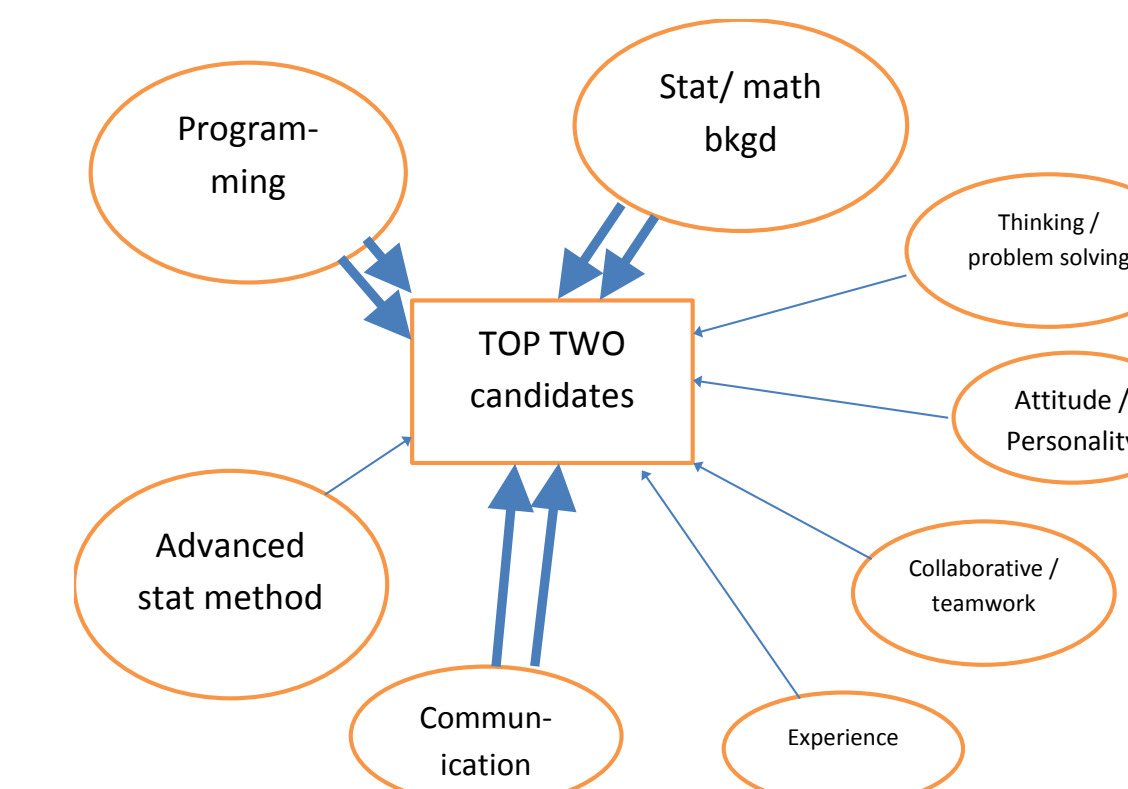 Program-
ming
Stat/ math
bkgd
Thinking /
problem solving
TOP TWO
candidates
Attitude /
Personality
Advanced
stat method
Collaborative /
teamwork
Commun-
ication
Experience